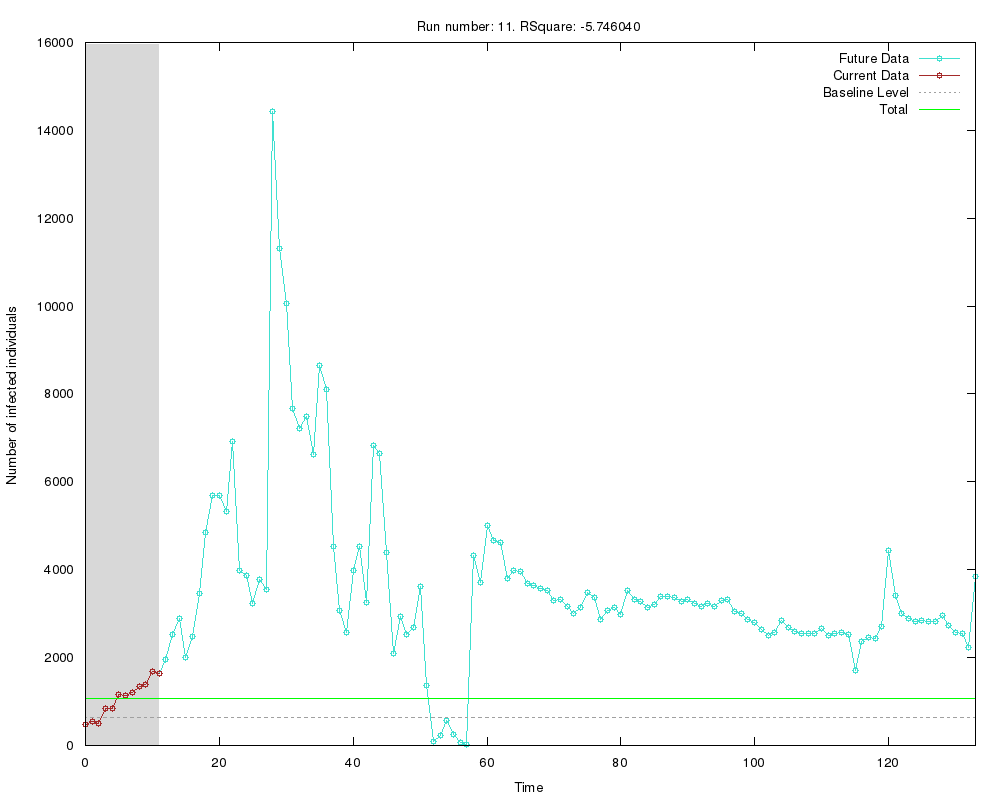 Run number: 11. RSquare: -5.746040
16000
14000
12000
10000
8000
6000
4000
2000
0
Number of infected individuals
Future Data
Current Data
Baseline Level
Total
0 20 40 60 80 100 120
Time